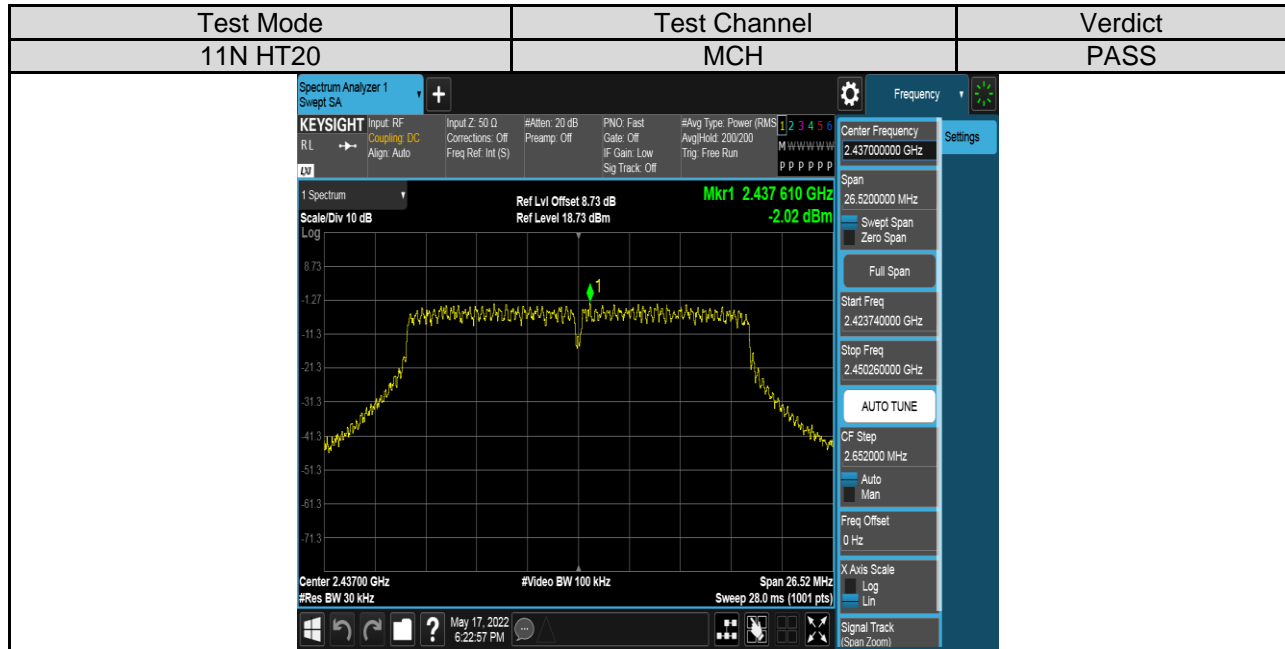 Test Mode Test Channel Verdict
11N HT20 MCH PASS
Spectrum Analyzer 1
Swept SA
+
Frequency
KEYSIGHT
RL
LXI
Input: RF
Coupling: DC
Align: Auto
Input Z: 50 Ω
Corrections: Off
Freq Ref: Int (S)
#Atten: 20 dB
Preamp: Off
PNO: Fast
Gate: Off
IF Gain: Low
Sig Track: Off
#Avg Type: Power (RMS
Avg|Hold: 200/200
Trig: Free Run
1 2 3 4 5 6
M W W W W W
P P P P P P
1 Spectrum
Scale/Div 10 dB
Log
Ref Lvl Offset 8.73 dB
Ref Level 18.73 dBm
Mkr1 2.437 610 GHz
-2.02 dBm
1
8.73
-1.27
-11.3
-21.3
-31.3
-41.3
-51.3
-61.3
-71.3
Center 2.43700 GHz
#Res BW 30 kHz
#Video BW 100 kHz
Span 26.52 MHz
Sweep 28.0 ms (1001 pts)
?
May 17, 2022
6:22:57 PM
Center Frequency
2.437000000 GHz
Settings
Span
26.5200000 MHz
Swept Span
Zero Span
Full Span
Start Freq
2.423740000 GHz
Stop Freq
2.450260000 GHz
AUTO TUNE
CF Step
2.652000 MHz
Auto
Man
Freq Offset
0 Hz
X Axis Scale
Log
Lin
Signal Track
(Span Zoom)